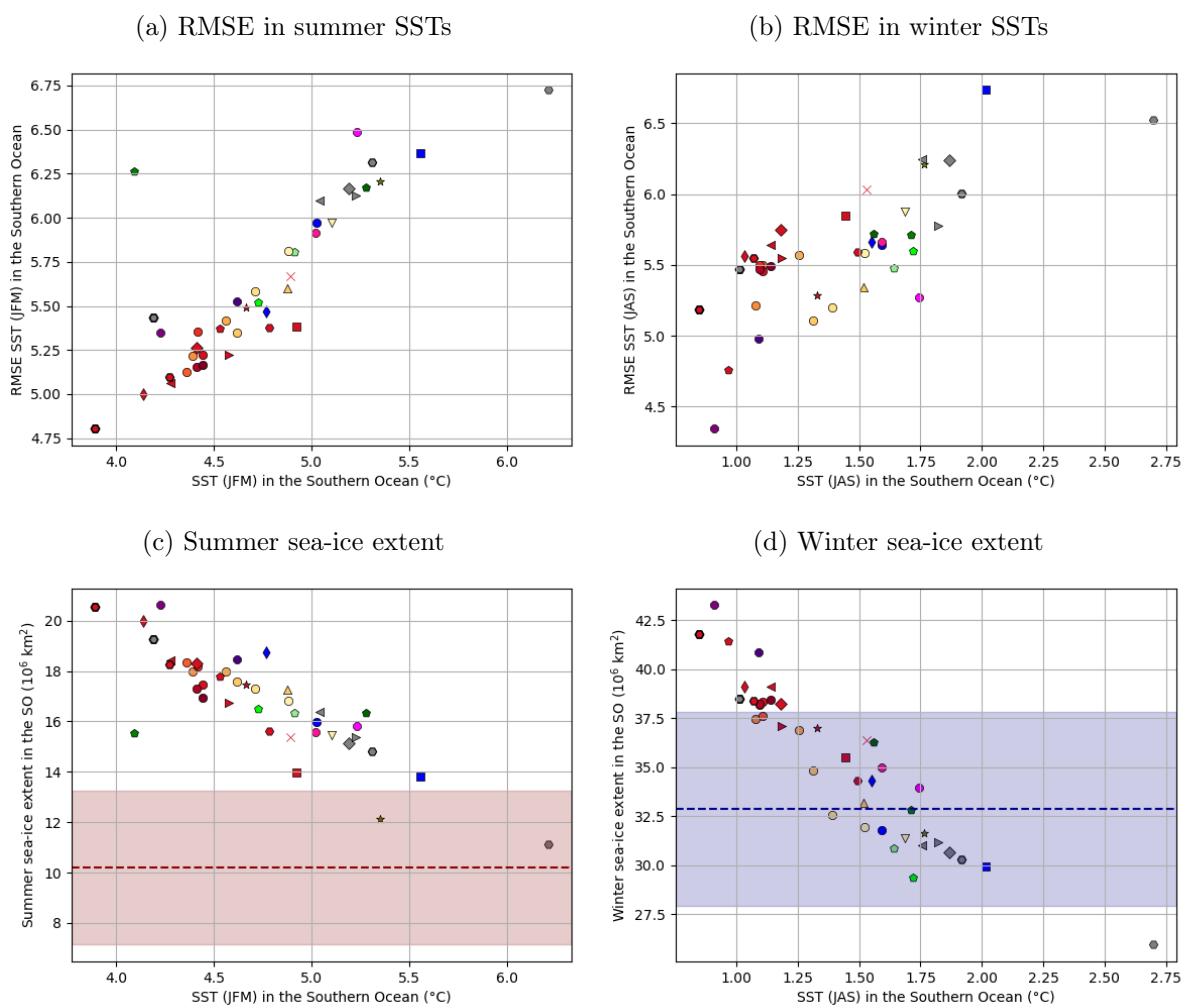 (a) RMSE in summer SSTs
(b) RMSE in winter SSTs
RMSE SST (JFM) in the Southern Ocean
6.75
6.50
6.25
6.00
5.75
5.50
5.25
5.00
4.75
4.0 4.5 5.0 5.5 6.0
SST (JFM) in the Southern Ocean (°C)
RMSE SST (JAS) in the Southern Ocean
6.5
6.0
5.5
5.0
4.5
1.00 1.25 1.50 1.75 2.00 2.25 2.50 2.75
SST (JAS) in the Southern Ocean (°C)
(c) Summer sea-ice extent
(d) Winter sea-ice extent
Summer sea-ice extent in the SO (10⁶ km²)
20
18
16
14
12
10
8
4.0 4.5 5.0 5.5 6.0
SST (JFM) in the Southern Ocean (°C)
Winter sea-ice extent in the SO (10⁶ km²)
42.5
40.0
37.5
35.0
32.5
30.0
27.5
1.00 1.25 1.50 1.75 2.00 2.25 2.50 2.75
SST (JAS) in the Southern Ocean (°C)